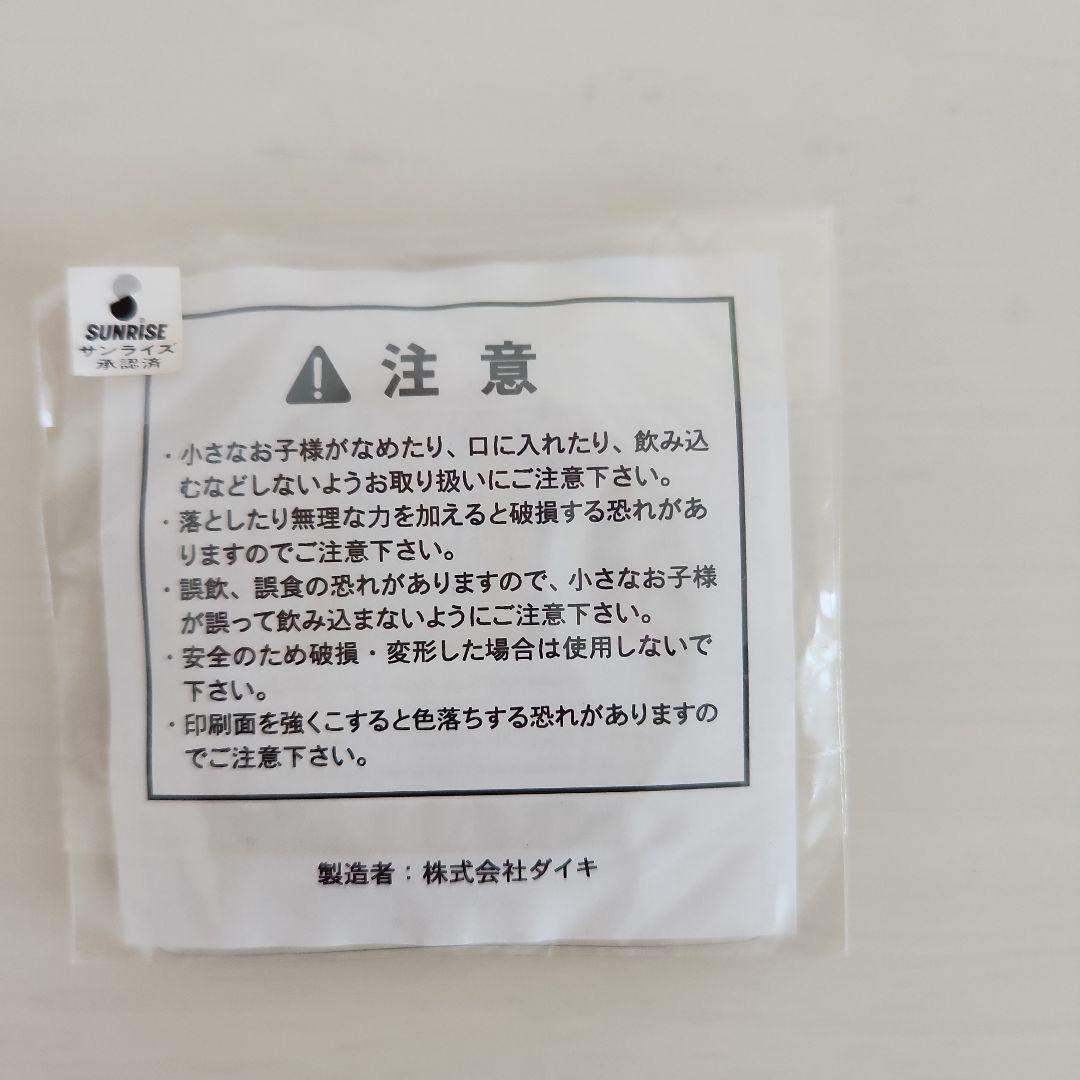 SUNRISE
サンライズ
承認済
注意
・小さなお子様がなめたり、口に入れたり、飲み込
むなどしないようお取り扱いにご注意下さい。
・落としたり無理な力を加えると破損する恐れがあ
りますのでご注意下さい。
・誤飲、誤食の恐れがありますので、小さなお子様
が誤って飲み込まないようにご注意下さい。
・安全のため破損・変形した場合は使用しないで
下さい。
・印刷面を強くこすると色落ちする恐れがありますの
でご注意下さい。
製造者：株式会社ダイキ